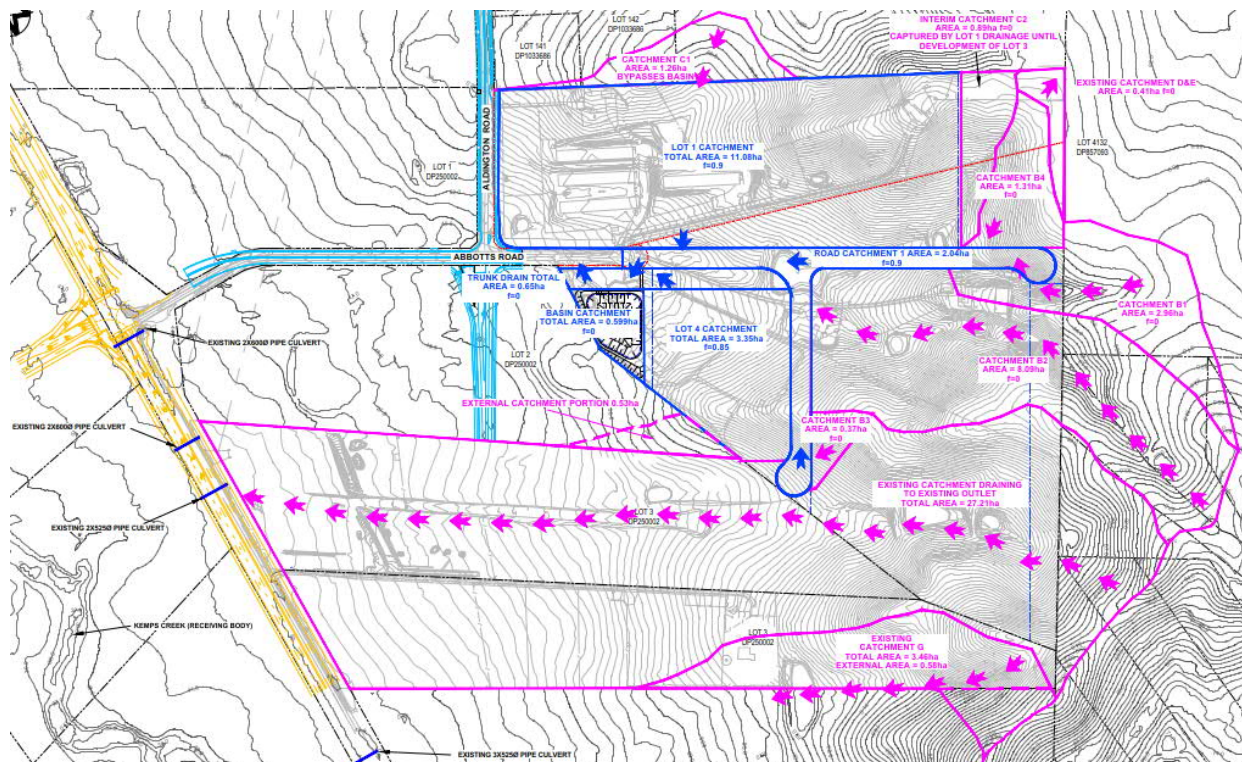 LOT 142
DP1033686
LOT 141
DP1033686
CATCHMENT C1
AREA = 1.26ha f=0
BYPASSES BASIN
INTERIM CATCHMENT C2
AREA = 0.89ha f=0
CAPTURED BY LOT 1 DRAINAGE UNTIL
DEVELOPMENT OF LOT 3
EXISTING CATCHMENT D&E
AREA = 0.41ha f=0
LOT 4132
DP857093
LOT 1
DP250002
ALDINGTON ROAD
LOT 1 CATCHMENT
TOTAL AREA = 11.08ha
f=0.9
CATCHMENT B4
AREA = 1.31ha
f=0
ABBOTTS ROAD
ROAD CATCHMENT 1 AREA = 2.04ha
f=0.9
TRUNK DRAIN TOTAL
AREA = 0.65ha
f=0
BASIN CATCHMENT
TOTAL AREA = 0.599ha
f=0
LOT 4 CATCHMENT
TOTAL AREA = 3.35ha
f=0.85
CATCHMENT B1
AREA = 2.96ha
f=0
CATCHMENT B2
AREA = 8.09ha
f=0
LOT 2
DP250002
EXISTING 2X600Ø PIPE CULVERT
EXTERNAL CATCHMENT PORTION 0.53ha
CATCHMENT B3
AREA = 0.37ha
f=0
EXISTING 2X600Ø PIPE CULVERT
EXISTING CATCHMENT DRAINING
TO EXISTING OUTLET
TOTAL AREA = 27.21ha
EXISTING 2X525Ø PIPE CULVERT
LOT 3
DP250002
KEMPS CREEK (RECEIVING BODY)
LOT 3
DP250002
EXISTING
CATCHMENT G
TOTAL AREA = 3.46ha
EXTERNAL AREA = 0.58ha
EXISTING 3X525Ø PIPE CULVERT